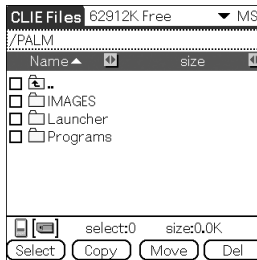 CLIE Files 62912K Free MS
/PALM
Name size
..
IMAGES
Launcher
Programs
select:0 size:0.0K
Select Copy Move Del